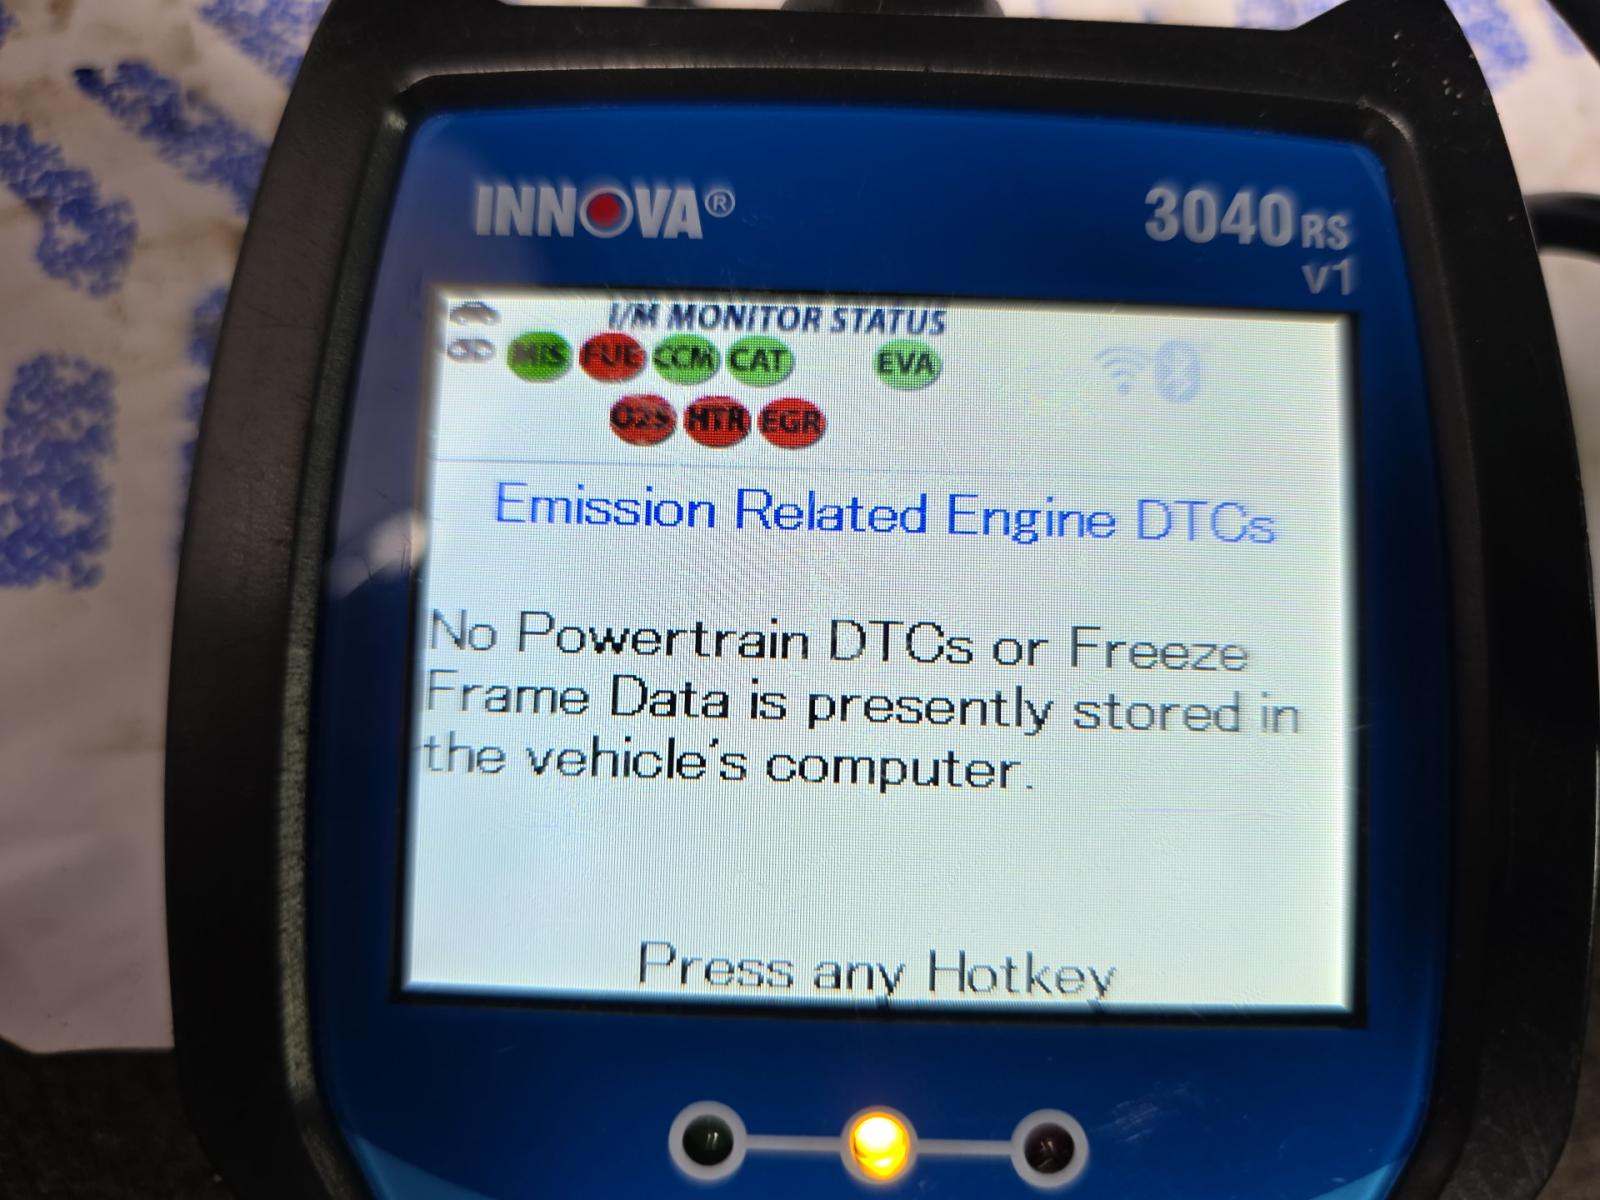 INNOVA®
3040RS
v1
I/M MONITOR STATUS
MIS FUE CCM CAT EVA
O2S HTR EGR
Emission Related Engine DTCs
No Powertrain DTCs or Freeze
Frame Data is presently stored in
the vehicle's computer.
Press any Hotkey